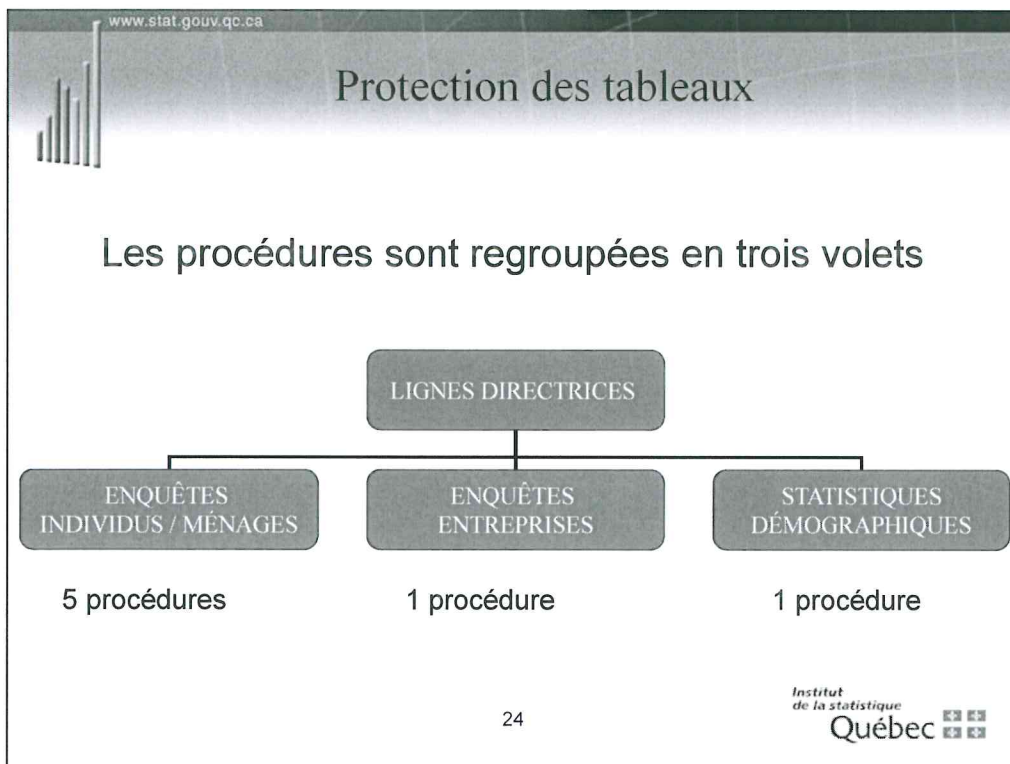 www.stat.gouv.qc.ca
Protection des tableaux
Les procédures sont regroupées en trois volets
LIGNES DIRECTRICES
ENQUÊTES
INDIVIDUS / MÉNAGES
ENQUÊTES
ENTREPRISES
STATISTIQUES
DÉMOGRAPHIQUES
5 procédures
1 procédure
1 procédure
24
Institut
de la statistique
Québec